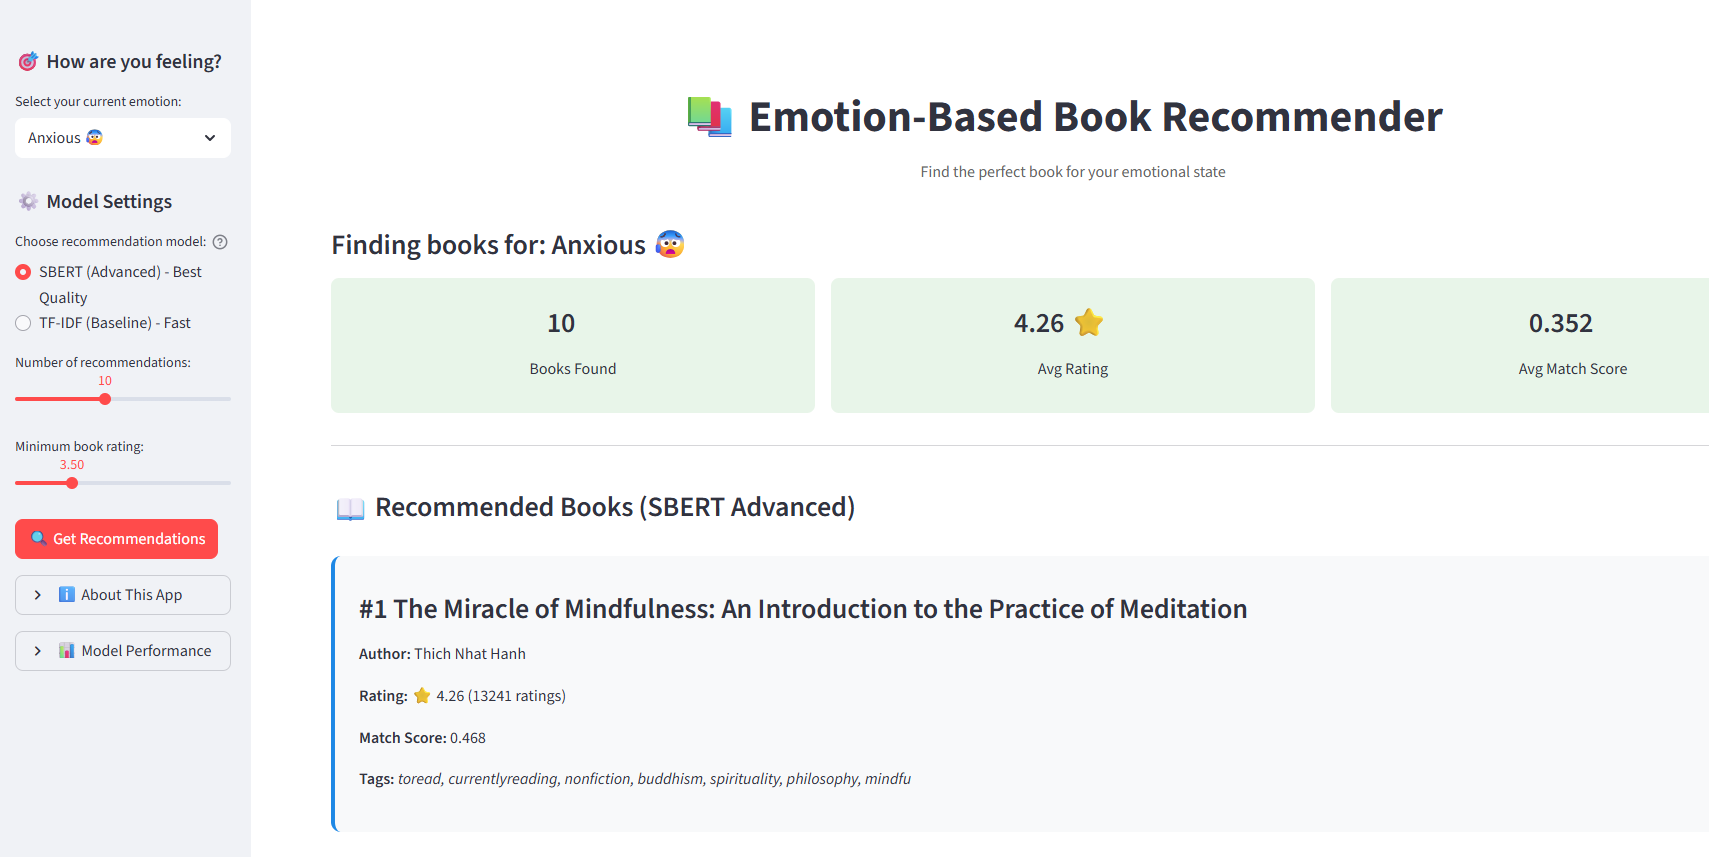 🎯 How are you feeling?
Select your current emotion:
Anxious 😰
⚙️ Model Settings
Choose recommendation model:
SBERT (Advanced) - Best
Quality
TF-IDF (Baseline) - Fast
Number of recommendations:
10
Minimum book rating:
3.50
🔍 Get Recommendations
ℹ️ About This App
📊 Model Performance
📚 Emotion-Based Book Recommender
Find the perfect book for your emotional state
Finding books for: Anxious 😰
10
Books Found
4.26 ⭐
Avg Rating
0.352
Avg Match Score
📖 Recommended Books (SBERT Advanced)
#1 The Miracle of Mindfulness: An Introduction to the Practice of Meditation
Author: Thich Nhat Hanh
Rating: ⭐ 4.26 (13241 ratings)
Match Score: 0.468
Tags: toread, currentlyreading, nonfiction, buddhism, spirituality, philosophy, mindfu